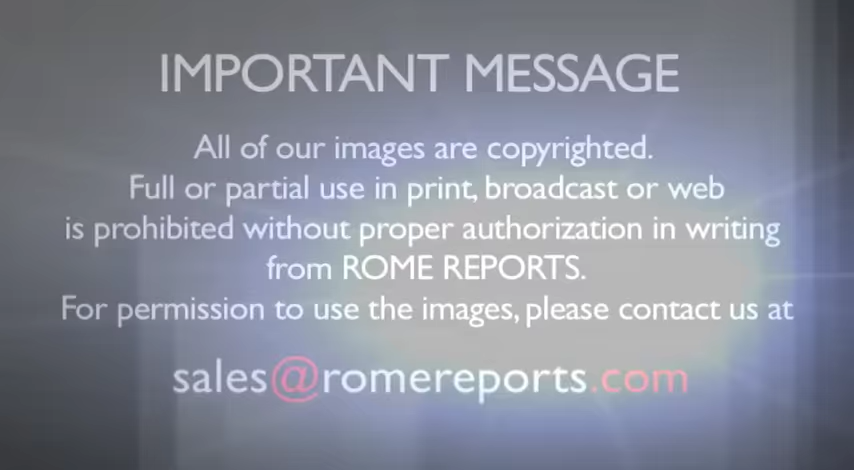 IMPORTANT MESSAGE
All of our images are copyrighted.
Full or partial use in print, broadcast or web
is prohibited without proper authorization in writing
from ROME REPORTS.
For permission to use the images, please contact us at
sales@romereports.com